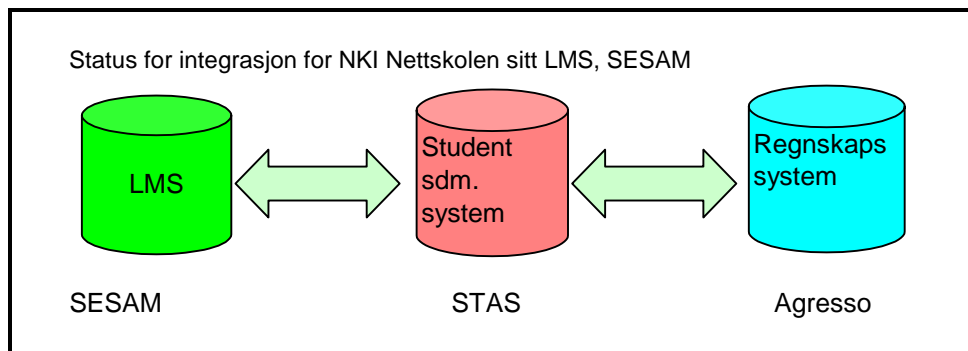 Status for integrasjon for NKI Nettskolen sitt LMS, SESAM
LMS
Student
sdm.
system
Regnskaps
system
SESAM
STAS
Agresso